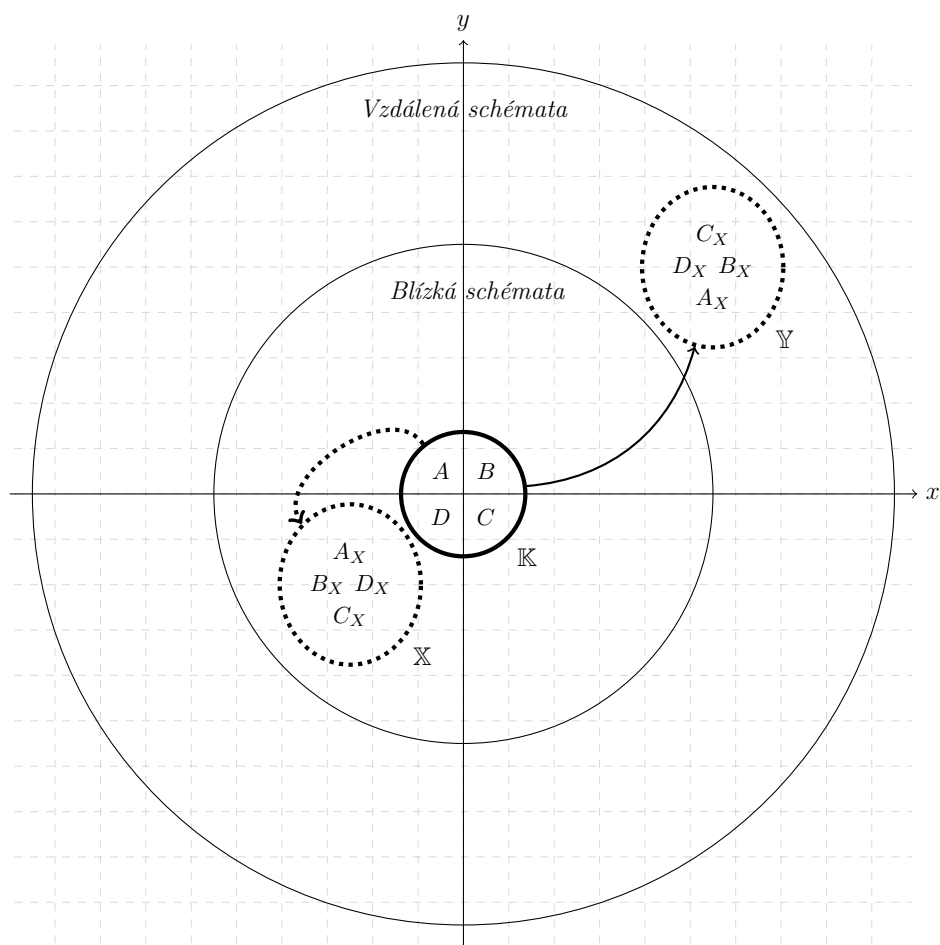 y
Vzdálená schémata
C_X
D_X B_X
A_X
𝕐
Blízká schémata
A B
x
D C
𝕂
A_X
B_X D_X
C_X
𝕏